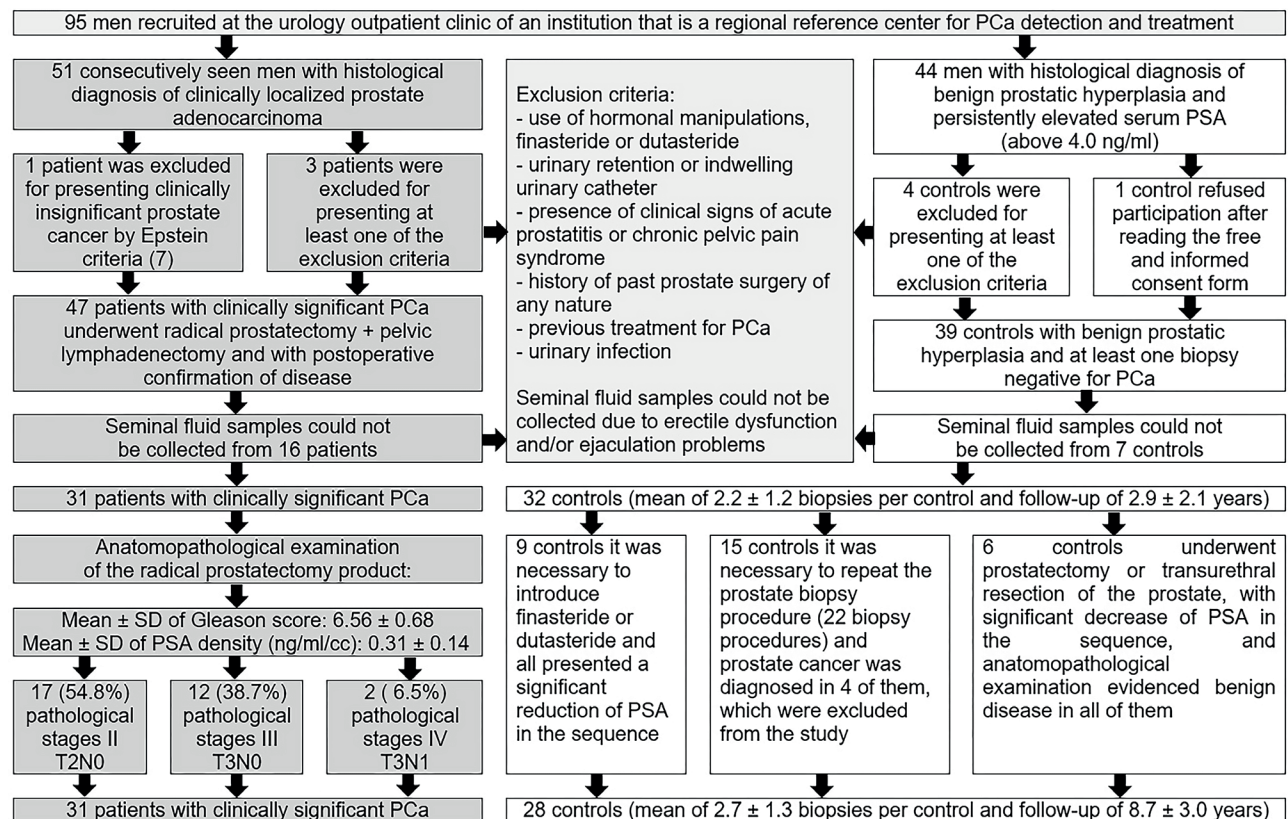 95 men recruited at the urology outpatient clinic of an institution that is a regional reference center for PCa detection and treatment
51 consecutively seen men with histological
diagnosis of clinically localized prostate
adenocarcinoma
1 patient was excluded
for presenting clinically
insignificant prostate
cancer by Epstein
criteria (7)
3 patients were
excluded for
presenting at
least one of the
exclusion criteria
47 patients with clinically significant PCa
underwent radical prostatectomy + pelvic
lymphadenectomy and with postoperative
confirmation of disease
Seminal fluid samples could not
be collected from 16 patients
31 patients with clinically significant PCa
Anatomopathological examination
of the radical prostatectomy product:
Mean ± SD of Gleason score: 6.56 ± 0.68
Mean ± SD of PSA density (ng/ml/cc): 0.31 ± 0.14
17 (54.8%)
pathological
stages II
T2N0
12 (38.7%)
pathological
stages III
T3N0
2 ( 6.5%)
pathological
stages IV
T3N1
31 patients with clinically significant PCa
Exclusion criteria:
- use of hormonal manipulations,
finasteride or dutasteride
- urinary retention or indwelling
urinary catheter
- presence of clinical signs of acute
prostatitis or chronic pelvic pain
syndrome
- history of past prostate surgery of
any nature
- previous treatment for PCa
- urinary infection
Seminal fluid samples could not be
collected due to erectile dysfunction
and/or ejaculation problems
44 men with histological diagnosis of
benign prostatic hyperplasia and
persistently elevated serum PSA
(above 4.0 ng/ml)
4 controls were
excluded for
presenting at least
one of the
exclusion criteria
1 control refused
participation after
reading the free
and informed
consent form
39 controls with benign prostatic
hyperplasia and at least one biopsy
negative for PCa
Seminal fluid samples could not
be collected from 7 controls
32 controls (mean of 2.2 ± 1.2 biopsies per control and follow-up of 2.9 ± 2.1 years)
9 controls it was
necessary to
introduce
finasteride or
dutasteride and
all presented a
significant
reduction of PSA
in the sequence
15 controls it was
necessary to repeat the
prostate biopsy
procedure (22 biopsy
procedures) and
prostate cancer was
diagnosed in 4 of them,
which were excluded
from the study
6 controls underwent
prostatectomy or transurethral
resection of the prostate, with
significant decrease of PSA in
the sequence, and
anatomopathological
examination evidenced benign
disease in all of them
28 controls (mean of 2.7 ± 1.3 biopsies per control and follow-up of 8.7 ± 3.0 years)